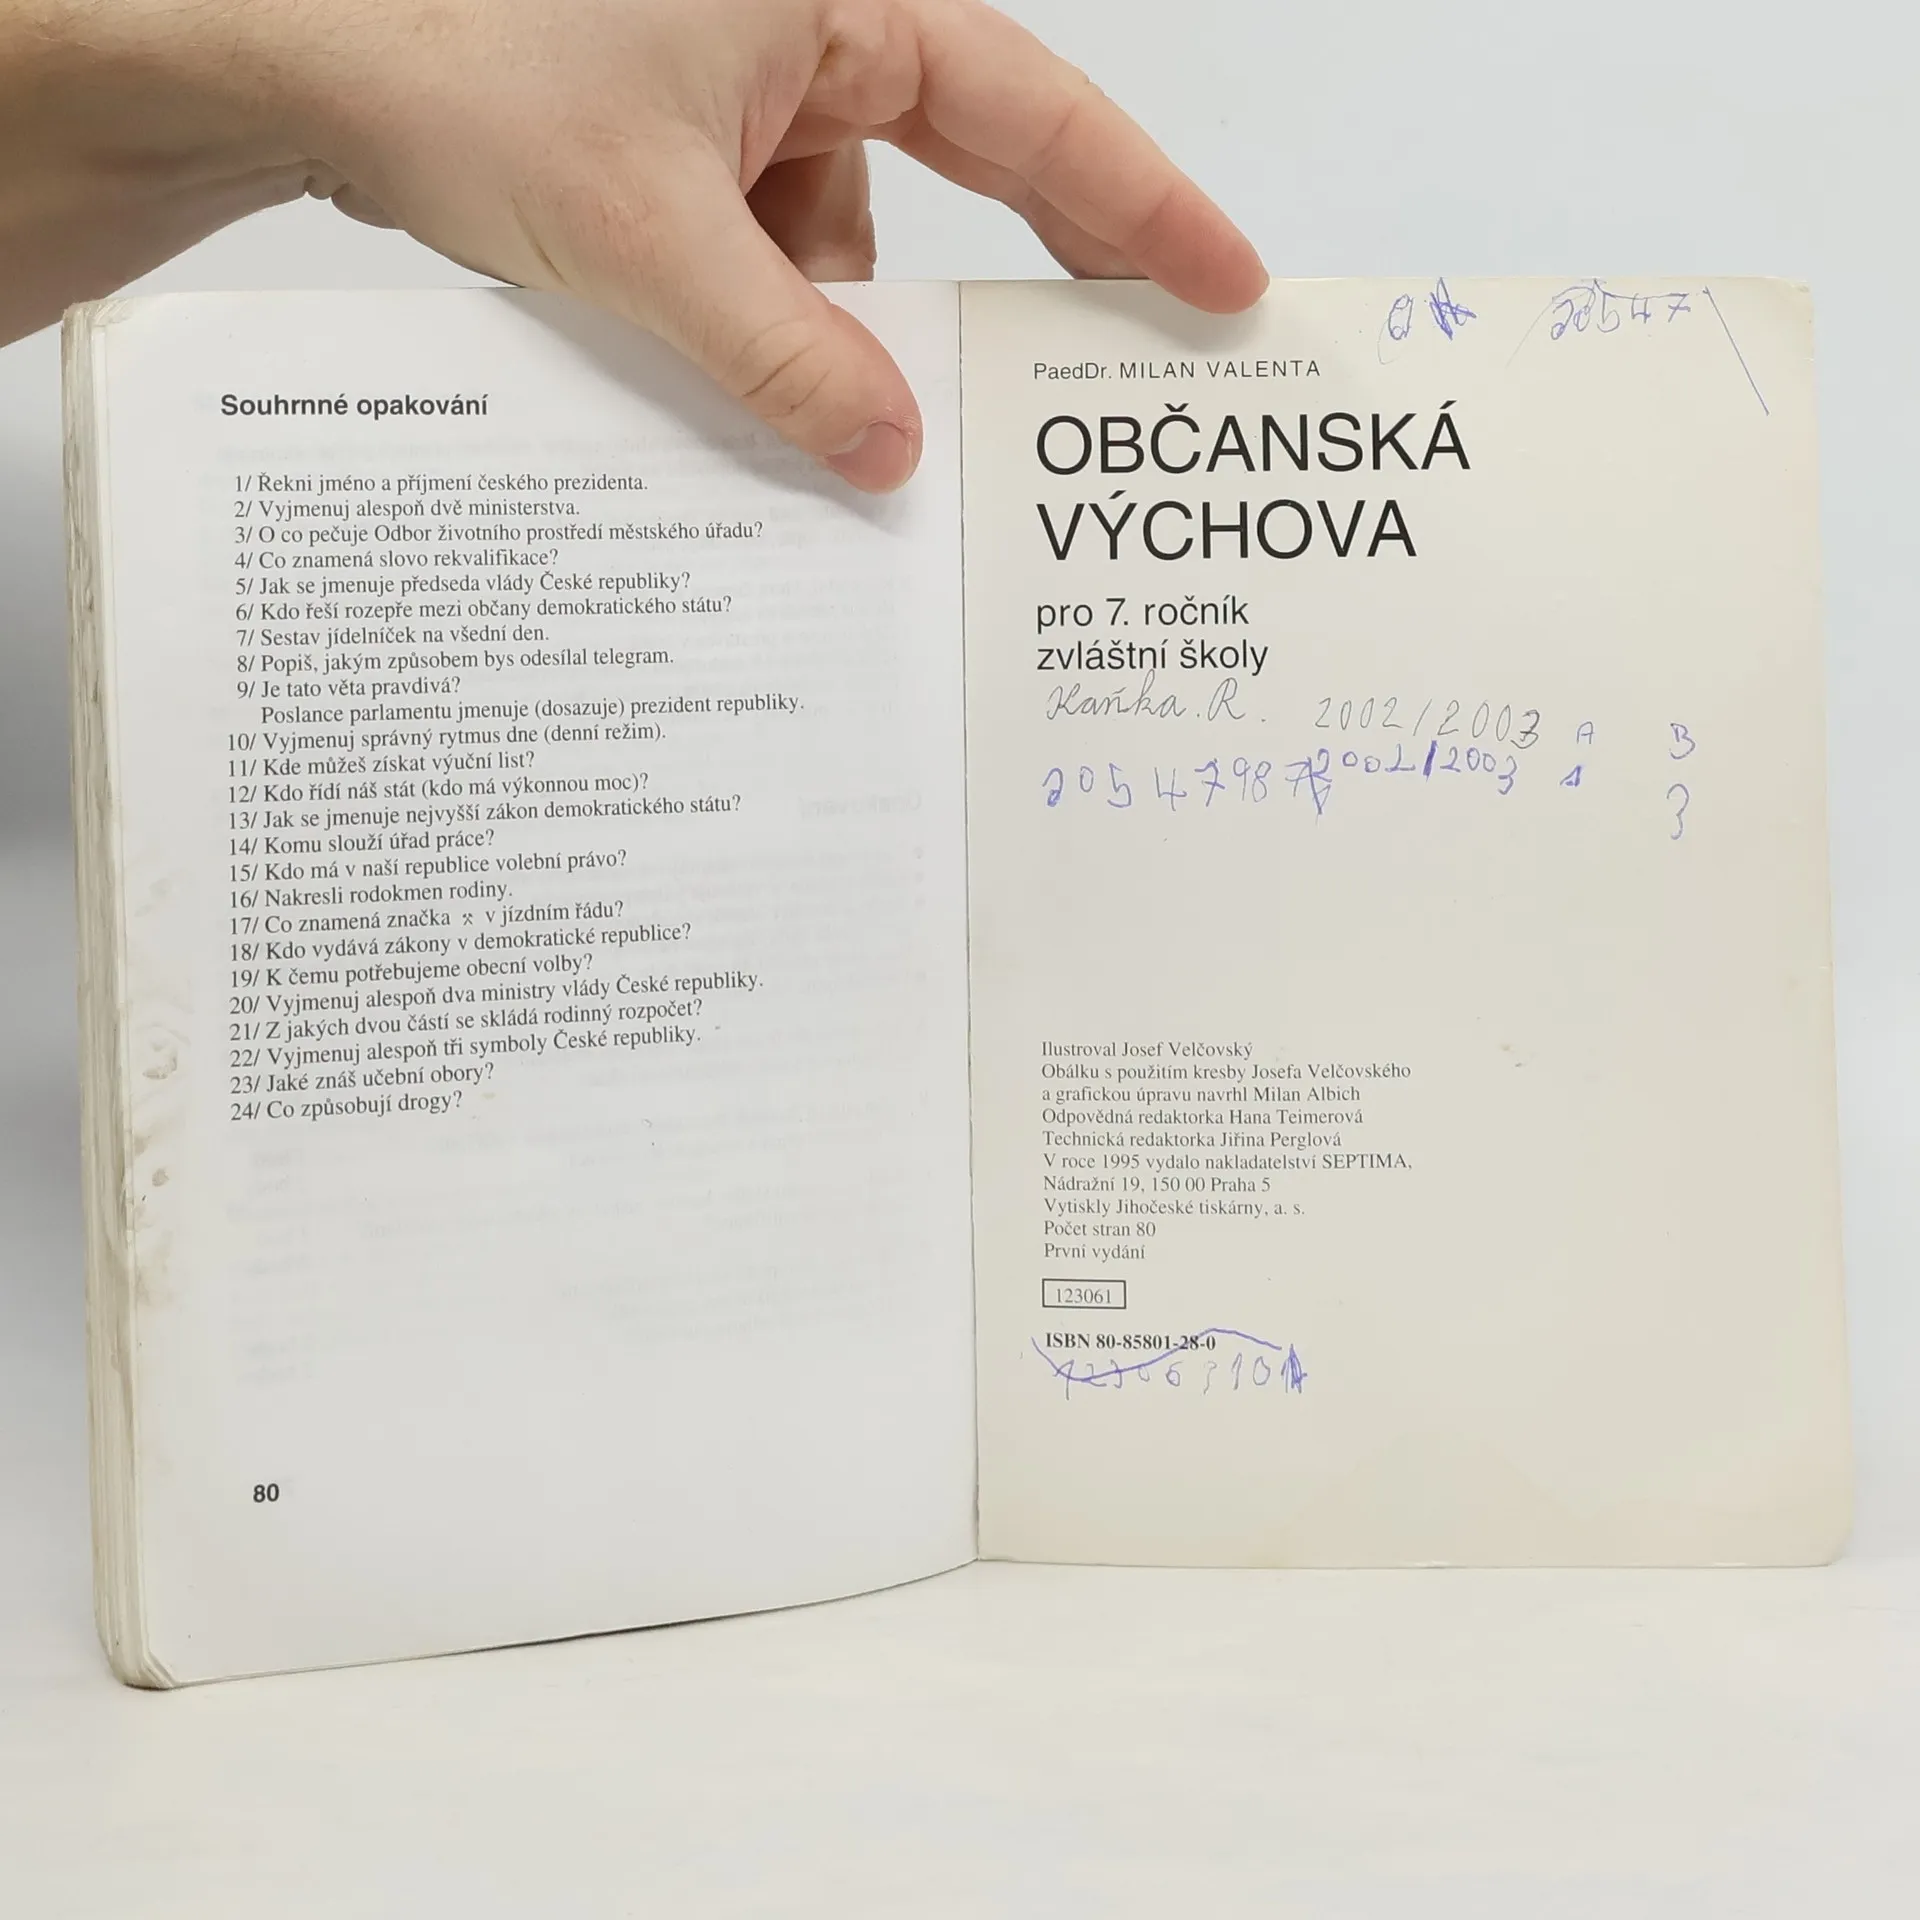 Souhrnné opakování
1/ Řekni jméno a příjmení českého prezidenta.
2/ Vyjmenuj alespoň dvě ministerstva.
3/ O co pečuje Odbor životního prostředí městského úřadu?
4/ Co znamená slovo rekvalifikace?
5/ Jak se jmenuje předseda vlády České republiky?
6/ Kdo řeší rozepře mezi občany demokratického státu?
7/ Sestav jídelníček na všední den.
8/ Popiš, jakým způsobem bys odesílal telegram.
9/ Je tato věta pravdivá?
Poslance parlamentu jmenuje (dosazuje) prezident republiky.
10/ Vyjmenuj správný rytmus dne (denní režim).
11/ Kde můžeš získat výuční list?
12/ Kdo řídí náš stát (kdo má výkonnou moc)?
13/ Jak se jmenuje nejvyšší zákon demokratického státu?
14/ Komu slouží úřad práce?
15/ Kdo má v naší republice volební právo?
16/ Nakresli rodokmen rodiny.
17/ Co znamená značka ⚒ v jízdním řádu?
18/ Kdo vydává zákony v demokratické republice?
19/ K čemu potřebujeme obecní volby?
20/ Vyjmenuj alespoň dva ministry vlády České republiky.
21/ Z jakých dvou částí se skládá rodinný rozpočet?
22/ Vyjmenuj alespoň tři symboly České republiky.
23/ Jaké znáš učební obory?
24/ Co způsobují drogy?
80
20547
PaedDr. MILAN VALENTA
OBČANSKÁ
VÝCHOVA
pro 7. ročník
zvláštní školy
Kaňka. R. 2002/2003 A B
2054798 2002/2003 1 3
Ilustroval Josef Velčovský
Obálku s použitím kresby Josefa Velčovského
a grafickou úpravu navrhl Milan Albich
Odpovědná redaktorka Hana Teimerová
Technická redaktorka Jiřina Perglová
V roce 1995 vydalo nakladatelství SEPTIMA,
Nádražní 19, 150 00 Praha 5
Vytiskly Jihočeské tiskárny, a. s.
Počet stran 80
První vydání
123061
ISBN 80-85801-28-0